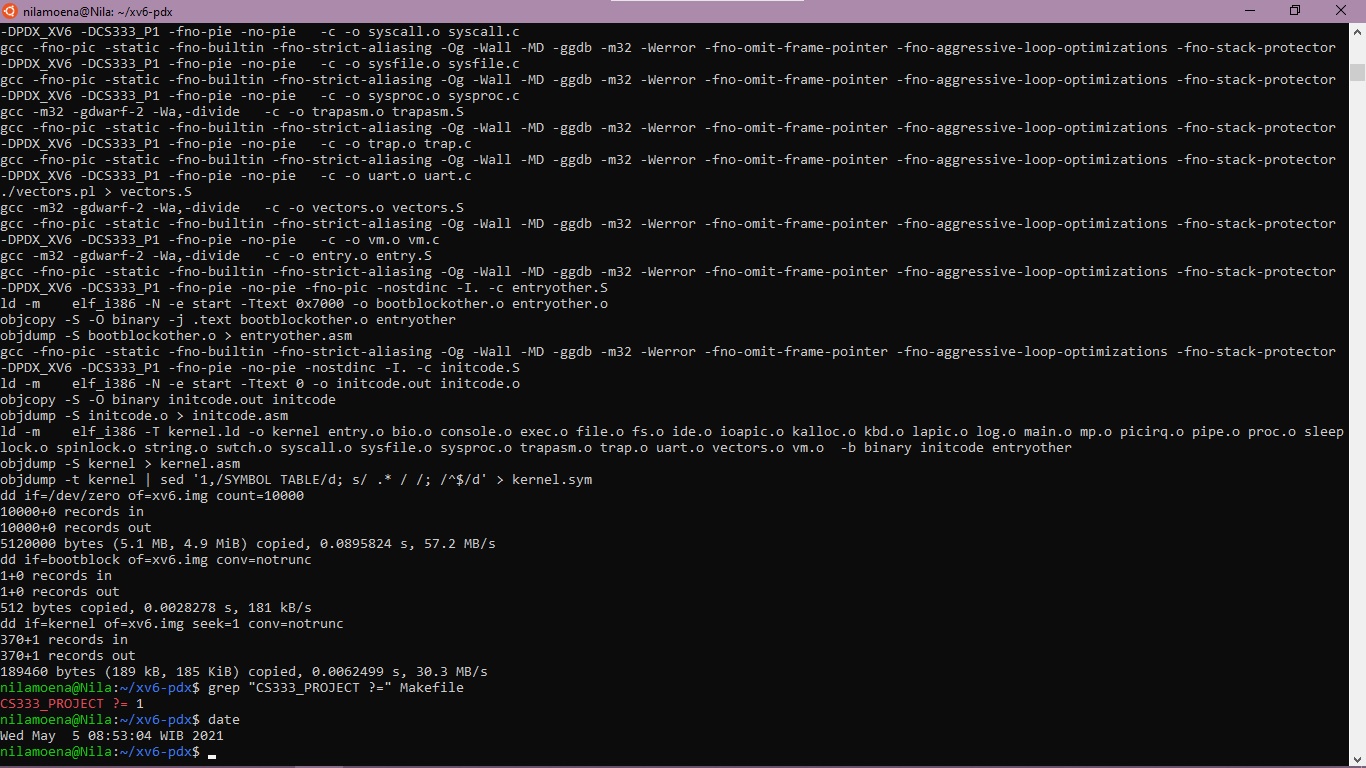 nilamoena@Nila: ~/xv6-pdx
-DPDX_XV6 -DCS333_P1 -fno-pie -no-pie   -c -o syscall.o syscall.c
gcc -fno-pic -static -fno-builtin -fno-strict-aliasing -Og -Wall -MD -ggdb -m32 -Werror -fno-omit-frame-pointer -fno-aggressive-loop-optimizations -fno-stack-protector
-DPDX_XV6 -DCS333_P1 -fno-pie -no-pie   -c -o sysfile.o sysfile.c
gcc -fno-pic -static -fno-builtin -fno-strict-aliasing -Og -Wall -MD -ggdb -m32 -Werror -fno-omit-frame-pointer -fno-aggressive-loop-optimizations -fno-stack-protector
-DPDX_XV6 -DCS333_P1 -fno-pie -no-pie   -c -o sysproc.o sysproc.c
gcc -m32 -gdwarf-2 -Wa,-divide   -c -o trapasm.o trapasm.S
gcc -fno-pic -static -fno-builtin -fno-strict-aliasing -Og -Wall -MD -ggdb -m32 -Werror -fno-omit-frame-pointer -fno-aggressive-loop-optimizations -fno-stack-protector
-DPDX_XV6 -DCS333_P1 -fno-pie -no-pie   -c -o trap.o trap.c
gcc -fno-pic -static -fno-builtin -fno-strict-aliasing -Og -Wall -MD -ggdb -m32 -Werror -fno-omit-frame-pointer -fno-aggressive-loop-optimizations -fno-stack-protector
-DPDX_XV6 -DCS333_P1 -fno-pie -no-pie   -c -o uart.o uart.c
./vectors.pl > vectors.S
gcc -m32 -gdwarf-2 -Wa,-divide   -c -o vectors.o vectors.S
gcc -fno-pic -static -fno-builtin -fno-strict-aliasing -Og -Wall -MD -ggdb -m32 -Werror -fno-omit-frame-pointer -fno-aggressive-loop-optimizations -fno-stack-protector
-DPDX_XV6 -DCS333_P1 -fno-pie -no-pie   -c -o vm.o vm.c
gcc -m32 -gdwarf-2 -Wa,-divide   -c -o entry.o entry.S
gcc -fno-pic -static -fno-builtin -fno-strict-aliasing -Og -Wall -MD -ggdb -m32 -Werror -fno-omit-frame-pointer -fno-aggressive-loop-optimizations -fno-stack-protector
-DPDX_XV6 -DCS333_P1 -fno-pie -no-pie -fno-pic -nostdinc -I. -c entryother.S
ld -m    elf_i386 -N -e start -Ttext 0x7000 -o bootblockother.o entryother.o
objcopy -S -O binary -j .text bootblockother.o entryother
objdump -S bootblockother.o > entryother.asm
gcc -fno-pic -static -fno-builtin -fno-strict-aliasing -Og -Wall -MD -ggdb -m32 -Werror -fno-omit-frame-pointer -fno-aggressive-loop-optimizations -fno-stack-protector
-DPDX_XV6 -DCS333_P1 -fno-pie -no-pie -nostdinc -I. -c initcode.S
ld -m    elf_i386 -N -e start -Ttext 0 -o initcode.out initcode.o
objcopy -S -O binary initcode.out initcode
objdump -S initcode.o > initcode.asm
ld -m    elf_i386 -T kernel.ld -o kernel entry.o bio.o console.o exec.o file.o fs.o ide.o ioapic.o kalloc.o kbd.o lapic.o log.o main.o mp.o picirq.o pipe.o proc.o sleep
lock.o spinlock.o string.o swtch.o syscall.o sysfile.o sysproc.o trapasm.o trap.o uart.o vectors.o vm.o  -b binary initcode entryother
objdump -S kernel > kernel.asm
objdump -t kernel | sed '1,/SYMBOL TABLE/d; s/ .* / /; /^$/d' > kernel.sym
dd if=/dev/zero of=xv6.img count=10000
10000+0 records in
10000+0 records out
5120000 bytes (5.1 MB, 4.9 MiB) copied, 0.0895824 s, 57.2 MB/s
dd if=bootblock of=xv6.img conv=notrunc
1+0 records in
1+0 records out
512 bytes copied, 0.0028278 s, 181 kB/s
dd if=kernel of=xv6.img seek=1 conv=notrunc
370+1 records in
370+1 records out
189460 bytes (189 kB, 185 KiB) copied, 0.0062499 s, 30.3 MB/s
nilamoena@Nila:~/xv6-pdx$ grep "CS333_PROJECT ?=" Makefile
CS333_PROJECT ?= 1
nilamoena@Nila:~/xv6-pdx$ date
Wed May  5 08:53:04 WIB 2021
nilamoena@Nila:~/xv6-pdx$